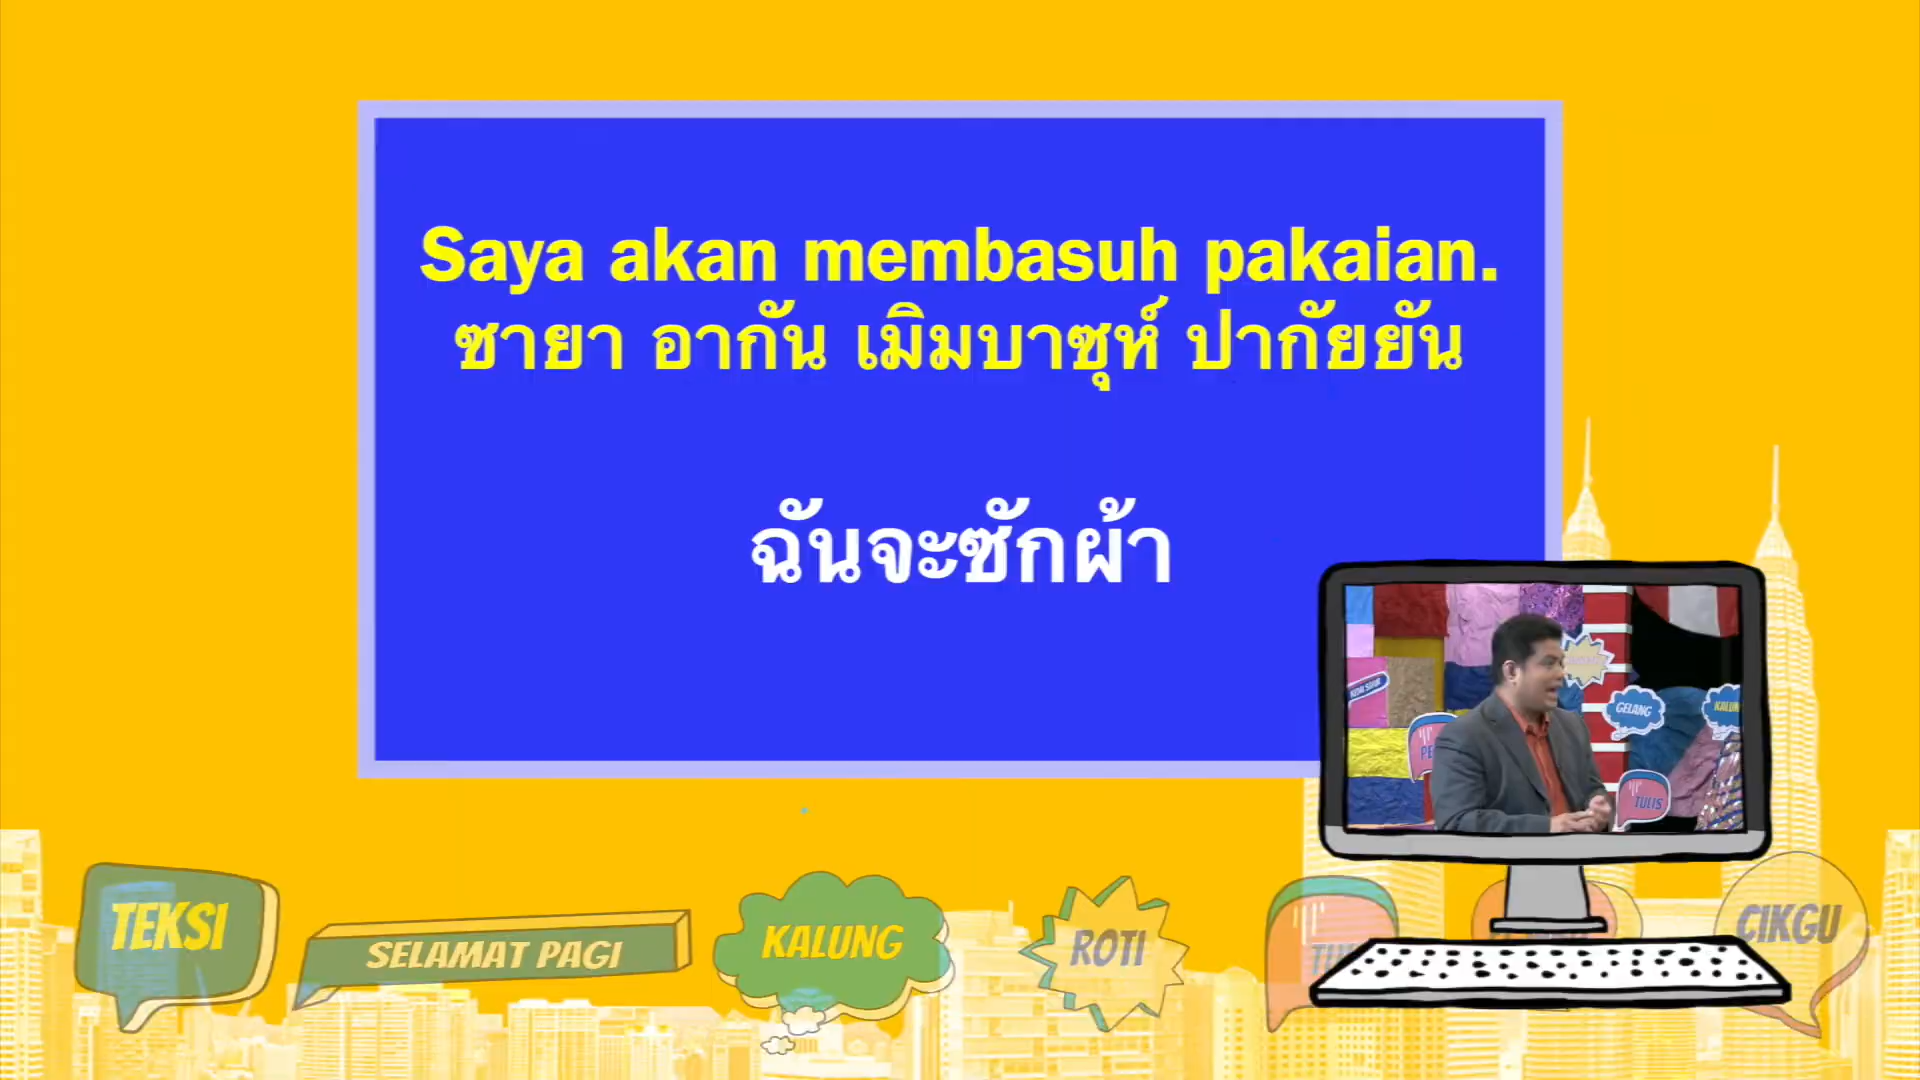 Saya akan membasuh pakaian.
ซายา อากัน เมิมบาซุห์ ปากัยยัน
ฉันจะซักผ้า
GELANG
TULIS
TEKSI
SELAMAT PAGI
KALUNG
ROTI
CIKGU